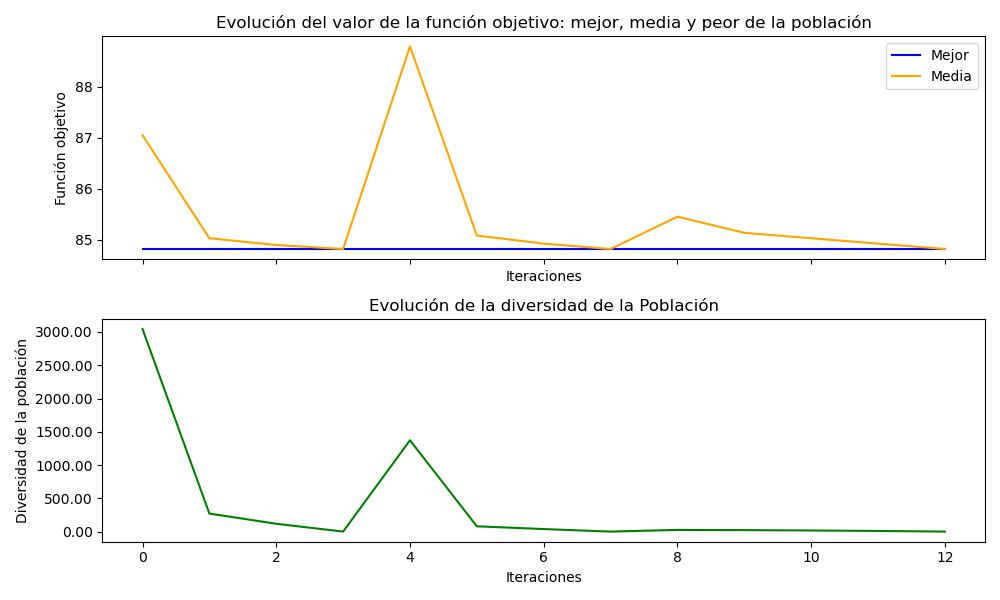 Evolución del valor de la función objetivo: mejor, media y peor de la población
Mejor
Media
88
87
86
85
Función objetivo
Iteraciones
Evolución de la diversidad de la Población
3000.00
2500.00
2000.00
1500.00
1000.00
500.00
0.00
Diversidad de la población
0 2 4 6 8 10 12
Iteraciones